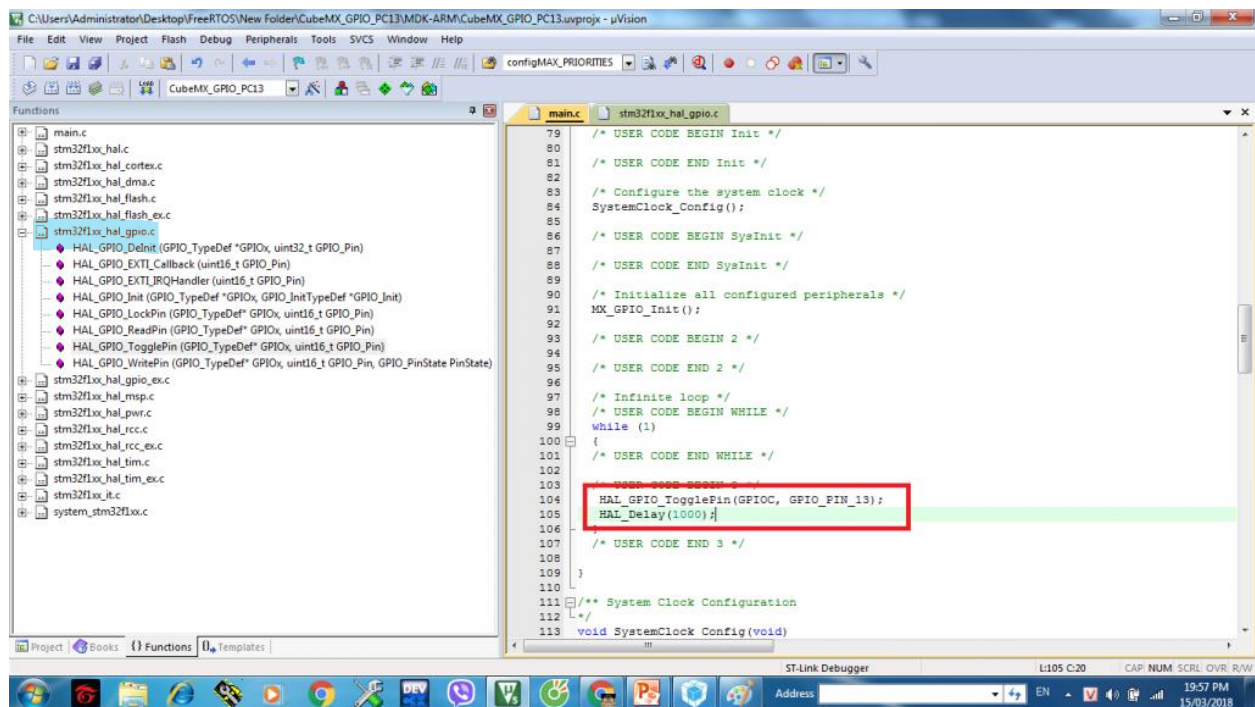 C:\Users\Administrator\Desktop\FreeRTOS\New Folder\CubeMX_GPIO_PC13\MDK-ARM\CubeMX_GPIO_PC13.uvprojx - µVision
File Edit View Project Flash Debug Peripherals Tools SVCS Window Help
configMAX_PRIORITIES
LOAD CubeMX_GPIO_PC13
Functions
main.c
stm32f1xx_hal.c
stm32f1xx_hal_cortex.c
stm32f1xx_hal_dma.c
stm32f1xx_hal_flash.c
stm32f1xx_hal_flash_ex.c
stm32f1xx_hal_gpio.c
HAL_GPIO_DeInit (GPIO_TypeDef *GPIOx, uint32_t GPIO_Pin)
HAL_GPIO_EXTI_Callback (uint16_t GPIO_Pin)
HAL_GPIO_EXTI_IRQHandler (uint16_t GPIO_Pin)
HAL_GPIO_Init (GPIO_TypeDef *GPIOx, GPIO_InitTypeDef *GPIO_Init)
HAL_GPIO_LockPin (GPIO_TypeDef* GPIOx, uint16_t GPIO_Pin)
HAL_GPIO_ReadPin (GPIO_TypeDef* GPIOx, uint16_t GPIO_Pin)
HAL_GPIO_TogglePin (GPIO_TypeDef* GPIOx, uint16_t GPIO_Pin)
HAL_GPIO_WritePin (GPIO_TypeDef* GPIOx, uint16_t GPIO_Pin, GPIO_PinState PinState)
stm32f1xx_hal_gpio_ex.c
stm32f1xx_hal_msp.c
stm32f1xx_hal_pwr.c
stm32f1xx_hal_rcc.c
stm32f1xx_hal_rcc_ex.c
stm32f1xx_hal_tim.c
stm32f1xx_hal_tim_ex.c
stm32f1xx_it.c
system_stm32f1xx.c
Project Books {} Functions Templates
main.c stm32f1xx_hal_gpio.c
79 /* USER CODE BEGIN Init */
80
81 /* USER CODE END Init */
82
83 /* Configure the system clock */
84 SystemClock_Config();
85
86 /* USER CODE BEGIN SysInit */
87
88 /* USER CODE END SysInit */
89
90 /* Initialize all configured peripherals */
91 MX_GPIO_Init();
92
93 /* USER CODE BEGIN 2 */
94
95 /* USER CODE END 2 */
96
97 /* Infinite loop */
98 /* USER CODE BEGIN WHILE */
99 while (1)
100 {
101 /* USER CODE END WHILE */
102
103 /* USER CODE BEGIN 3 */
104 HAL_GPIO_TogglePin(GPIOC, GPIO_PIN_13);
105 HAL_Delay(1000);
106 }
107 /* USER CODE END 3 */
108
109 }
110
111 /** System Clock Configuration
112 */
113 void SystemClock_Config(void)
ST-Link Debugger L:105 C:20 CAP NUM SCRL OVR R/W
DEV Address EN 19:57 PM
15/03/2018